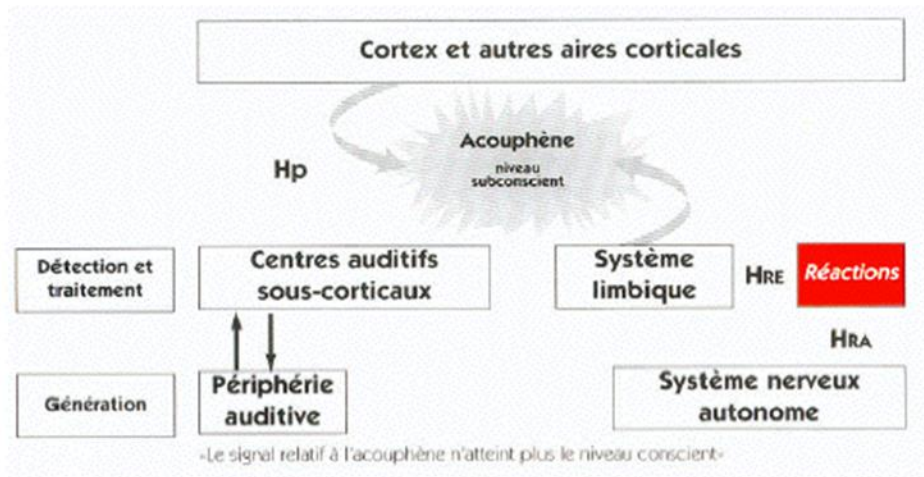 Cortex et autres aires corticales
Acouphène
niveau
subconscient
Hp
Détection et
traitement
Centres auditifs
sous-corticaux
Système
limbique
HRE
Réactions
HRA
Génération
Périphérie
auditive
Système nerveux
autonome
«Le signal relatif à l'acouphène n'atteint plus le niveau conscient»